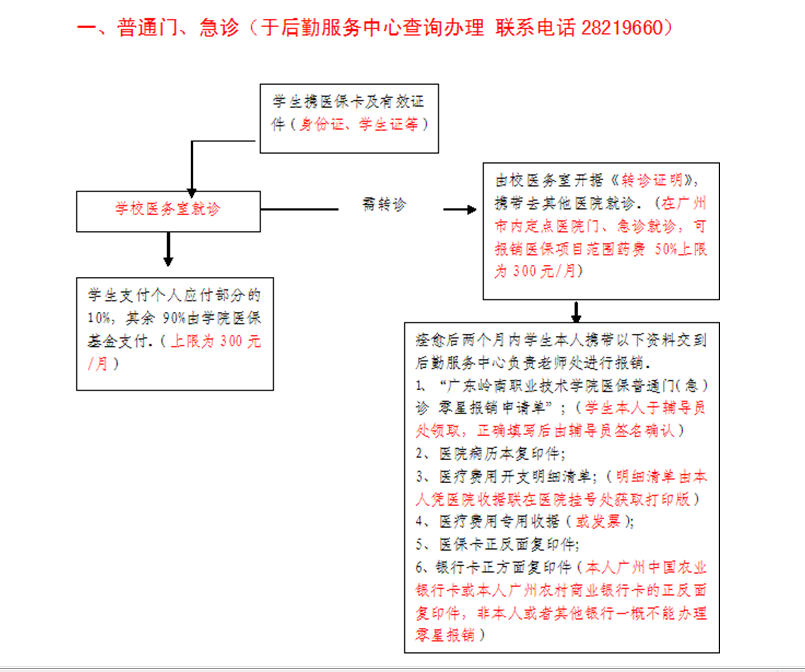 一、普通门、急诊（于后勤服务中心查询办理 联系电话 28219660）
学生携医保卡及有效证
件（身份证、学生证等）
学校医务室就诊
需转诊
由校医务室开据《转诊证明》，
携带去其他医院就诊．（在广州
市内定点医院门、急诊就诊，可
报销医保项目范围药费 50%上限
为 300 元/月）
学生支付个人应付部分的
10%，其余 90%由学院医保
基金支付．（上限为 300 元
/月）
痊愈后两个月内学生本人携带以下资料交到
后勤服务中心负责老师处进行报销．
1、“广东岭南职业技术学院医保普通门（急）
诊 零星报销申请单”；（学生本人于辅导员
处领取，正确填写后由辅导员签名确认）
2、医院病历本复印件；
3、医疗费用开支明细清单；（明细清单由本
人凭医院收据联在医院挂号处获取打印版）
4、医疗费用专用收据（或发票）；
5、医保卡正反面复印件；
6、银行卡正方面复印件（本人广州中国农业
银行卡或本人广州农村商业银行卡的正反面
复印件，非本人或者其他银行一概不能办理
零星报销）